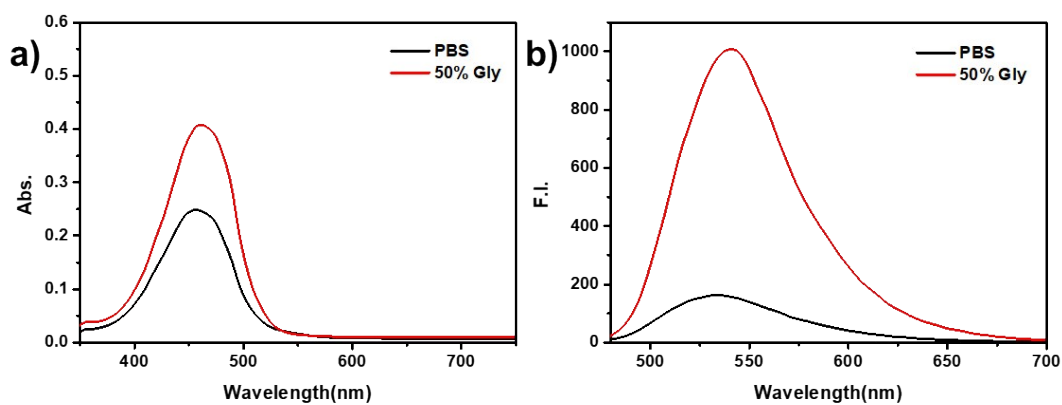 a)
0.6
0.5
0.4
0.3
0.2
0.1
0.0
Abs.
PBS
50% Gly
400 500 600 700
Wavelength(nm)
b)
1000
800
600
400
200
0
F.I.
PBS
50% Gly
500 550 600 650 700
Wavelength(nm)